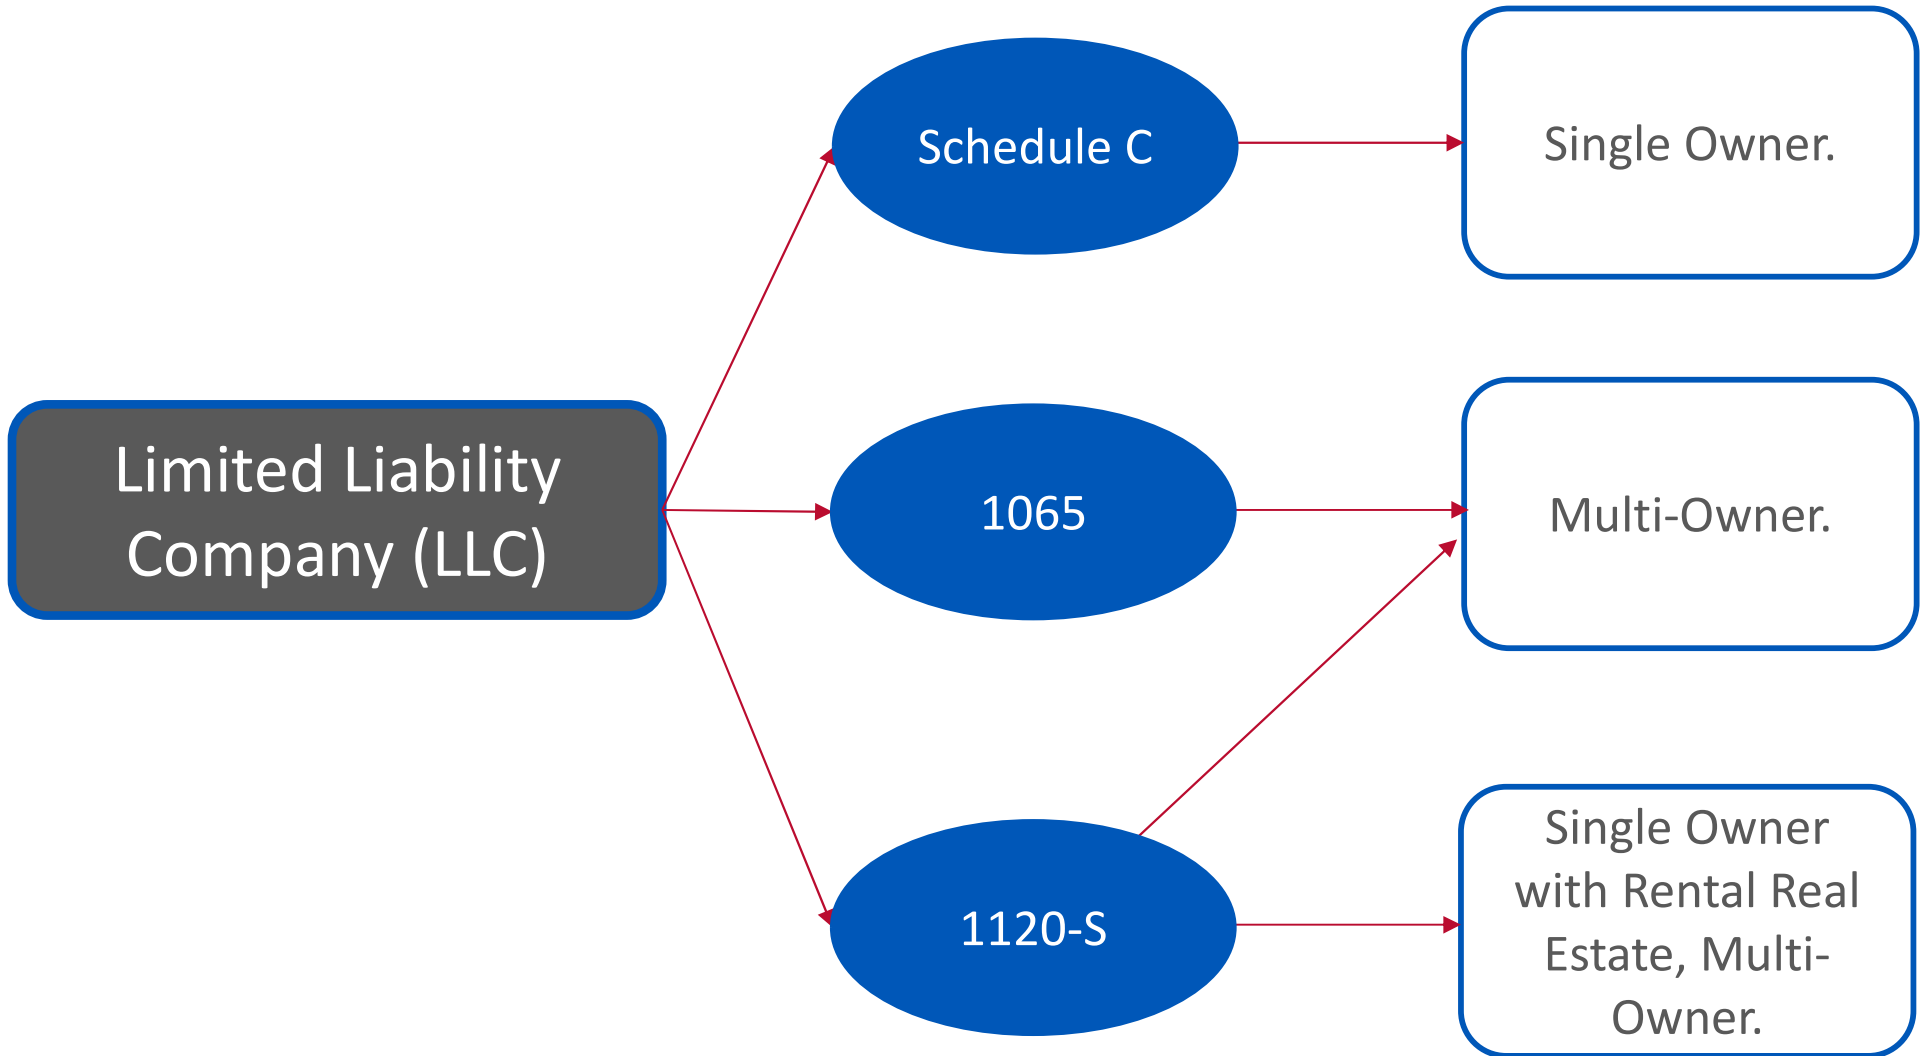 Schedule C
Single Owner.
Limited Liability
Company (LLC)
1065
Multi-Owner.
1120-S
Single Owner
with Rental Real
Estate, Multi-
Owner.